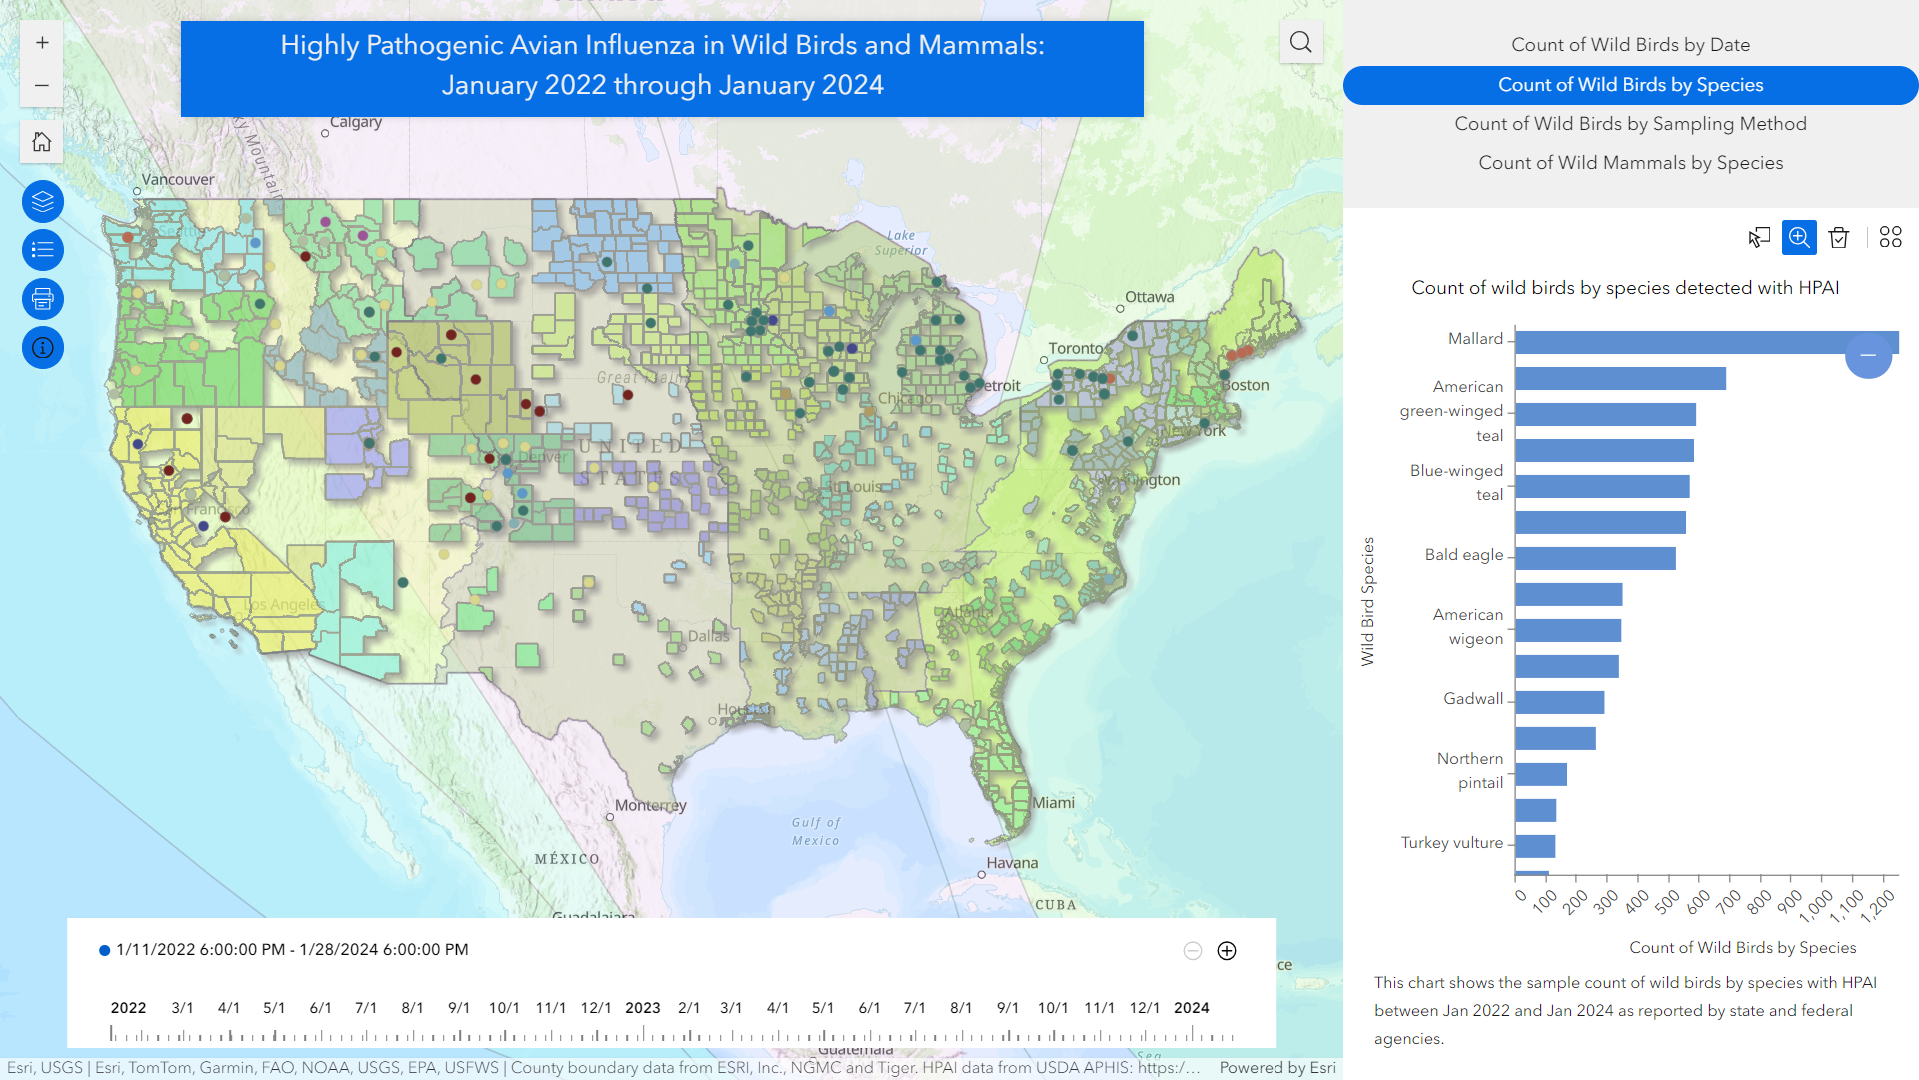 Highly Pathogenic Avian Influenza in Wild Birds and Mammals:
January 2022 through January 2024
Calgary
Vancouver
Lake
Superior
Ottawa
Toronto
Great Plains
Detroit
Boston
Chicago
New York
UNITED
STATES
Denver
St. Louis
Washington
San Francisco
Los Angeles
Atlanta
Dallas
Houston
Monterrey
Miami
Gulf of
Mexico
MÉXICO
Havana
CUBA
Guadalajara
1/11/2022 6:00:00 PM - 1/28/2024 6:00:00 PM
2022 3/1 4/1 5/1 6/1 7/1 8/1 9/1 10/1 11/1 12/1 2023 2/1 3/1 4/1 5/1 6/1 7/1 8/1 9/1 10/1 11/1 12/1 2024
Guatemala
Sea
Esri, USGS | Esri, TomTom, Garmin, FAO, NOAA, USGS, EPA, USFWS | County boundary data from ESRI, Inc., NGMC and Tiger. HPAI data from USDA APHIS: https:/... Powered by Esri
Count of Wild Birds by Date
Count of Wild Birds by Species
Count of Wild Birds by Sampling Method
Count of Wild Mammals by Species
Count of wild birds by species detected with HPAI
Wild Bird Species
Mallard
American
green-winged
teal
Blue-winged
teal
Bald eagle
American
wigeon
Gadwall
Northern
pintail
Turkey vulture
0 100 200 300 400 500 600 700 800 900 1,000 1,100 1,200
Count of Wild Birds by Species
This chart shows the sample count of wild birds by species with HPAI
between Jan 2022 and Jan 2024 as reported by state and federal
agencies.